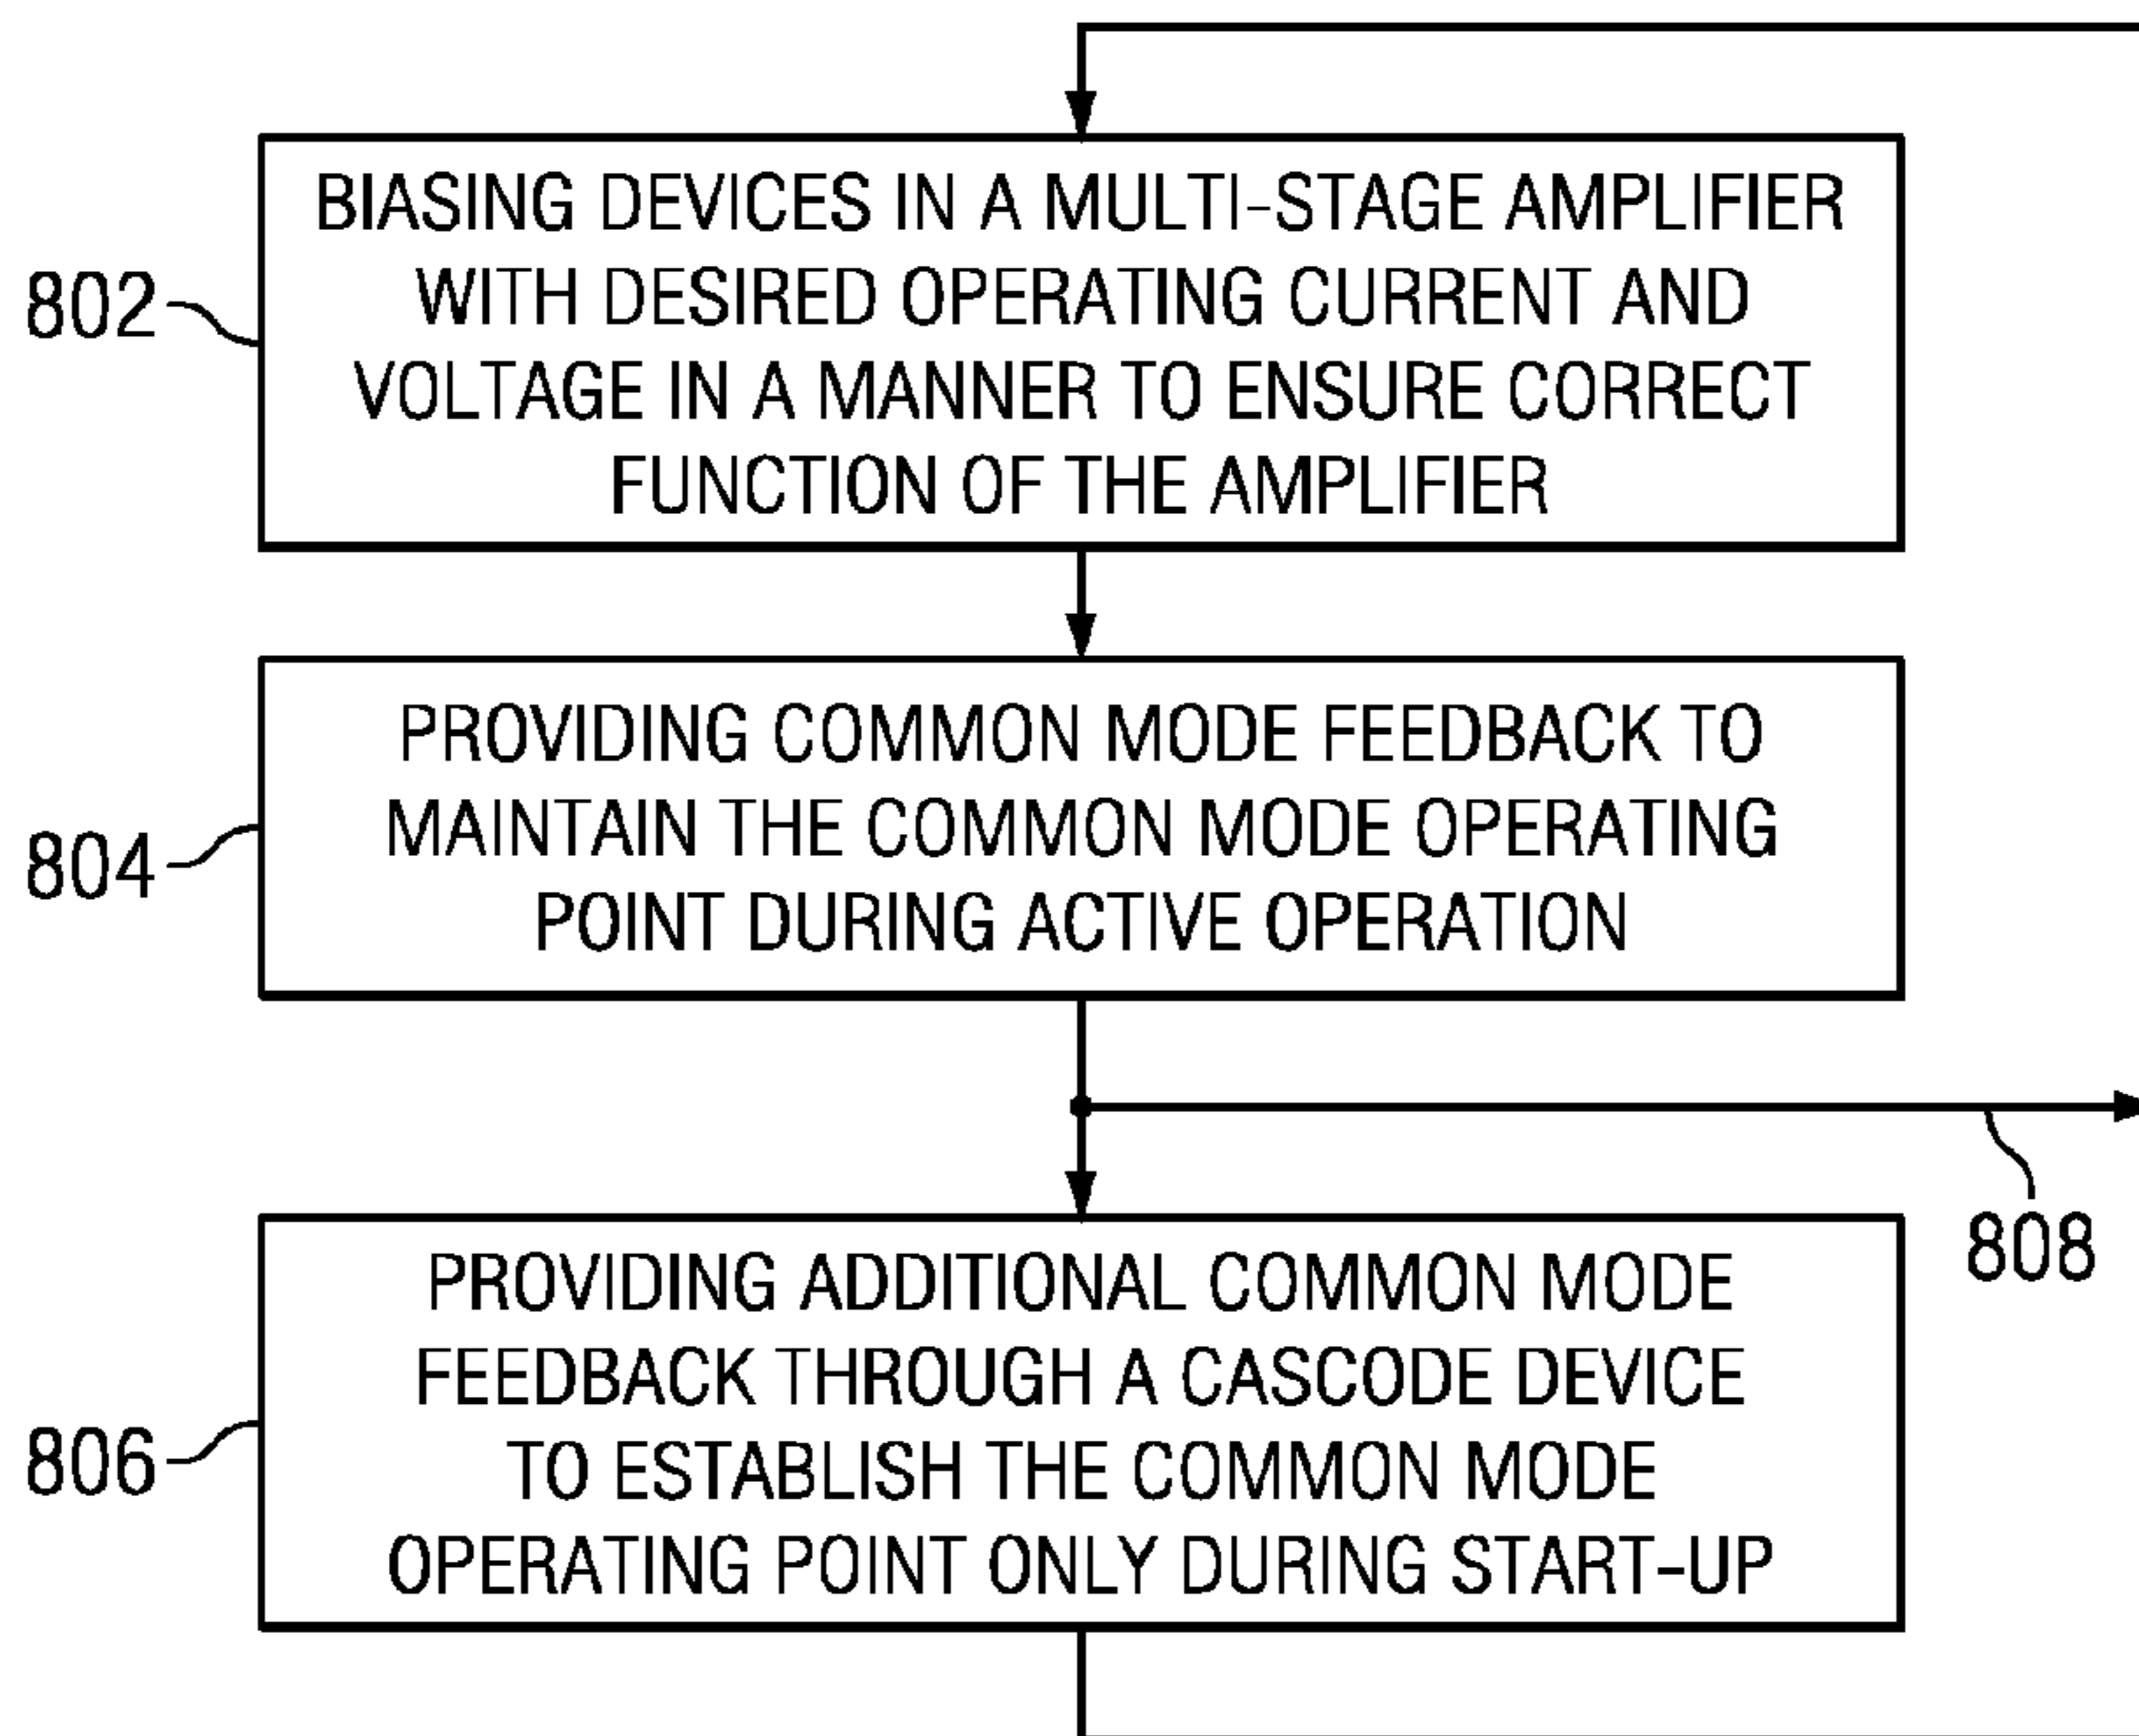 BIASING DEVICES IN A MULTI-STAGE AMPLIFIER
WITH DESIRED OPERATING CURRENT AND
VOLTAGE IN A MANNER TO ENSURE CORRECT
FUNCTION OF THE AMPLIFIER
802
PROVIDING COMMON MODE FEEDBACK TO
MAINTAIN THE COMMON MODE OPERATING
POINT DURING ACTIVE OPERATION
804
808
PROVIDING ADDITIONAL COMMON MODE
FEEDBACK THROUGH A CASCODE DEVICE
TO ESTABLISH THE COMMON MODE
OPERATING POINT ONLY DURING START-UP
806